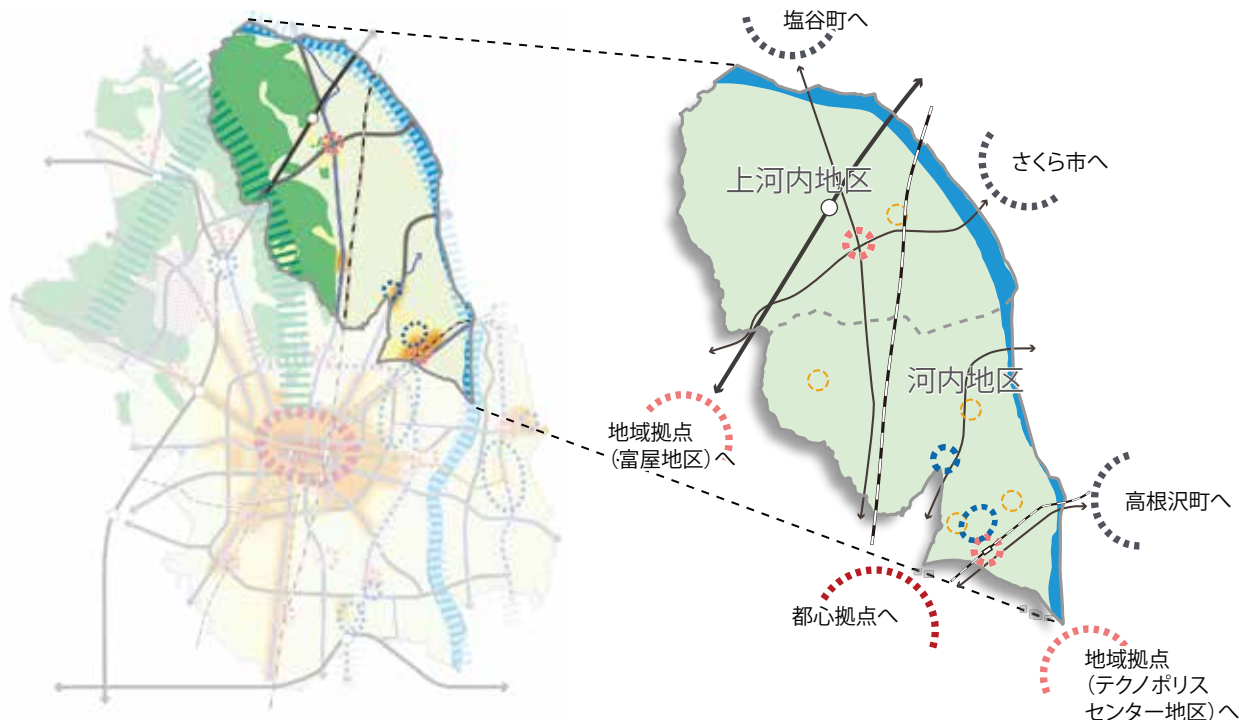 塩谷町へ
さくら市へ
上河内地区
河内地区
地域拠点
（富屋地区）へ
高根沢町へ
都心拠点へ
地域拠点
（テクノポリス
センター地区）へ